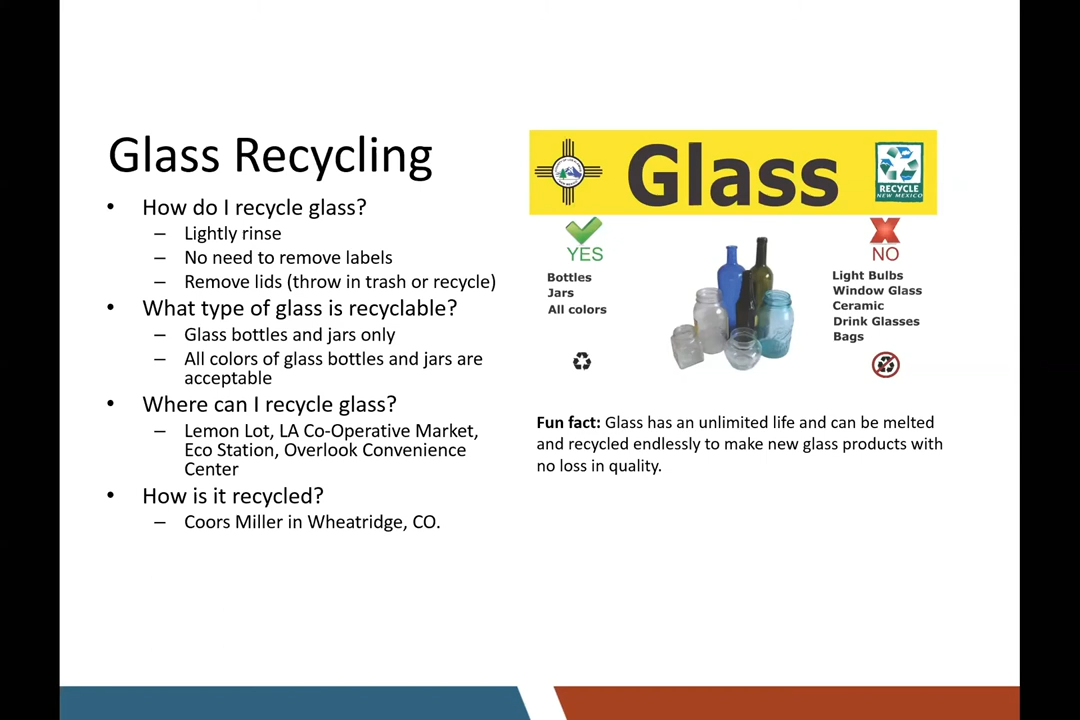 Glass Recycling
• How do I recycle glass?
– Lightly rinse
– No need to remove labels
– Remove lids (throw in trash or recycle)
• What type of glass is recyclable?
– Glass bottles and jars only
– All colors of glass bottles and jars are
acceptable
• Where can I recycle glass?
– Lemon Lot, LA Co-Operative Market,
Eco Station, Overlook Convenience
Center
• How is it recycled?
– Coors Miller in Wheatridge, CO.
Glass
RECYCLE
NEW MEXICO
YES
Bottles
Jars
All colors
NO
Light Bulbs
Window Glass
Ceramic
Drink Glasses
Bags
Fun fact: Glass has an unlimited life and can be melted
and recycled endlessly to make new glass products with
no loss in quality.